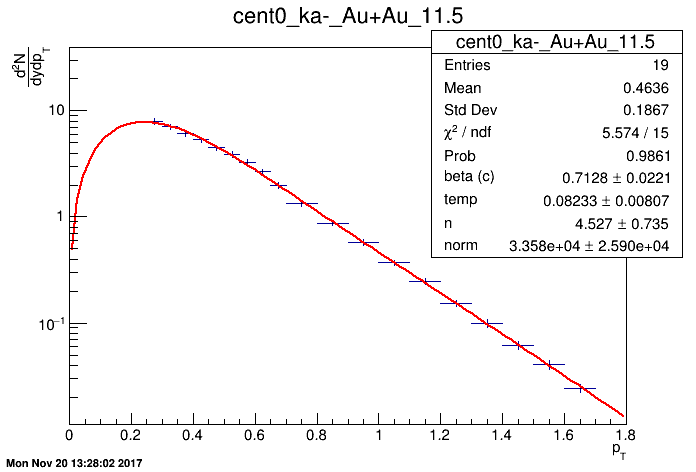 cent0_ka-_Au+Au_11.5
d²N
dydp_T
cent0_ka-_Au+Au_11.5
Entries 19
Mean 0.4636
Std Dev 0.1867
χ² / ndf 5.574 / 15
Prob 0.9861
beta (c) 0.7128 ± 0.0221
temp 0.08233 ± 0.00807
n 4.527 ± 0.735
norm 3.358e+04 ± 2.590e+04
10
1
10⁻¹
0 0.2 0.4 0.6 0.8 1 1.2 1.4 1.6 1.8
p_T
Mon Nov 20 13:28:02 2017